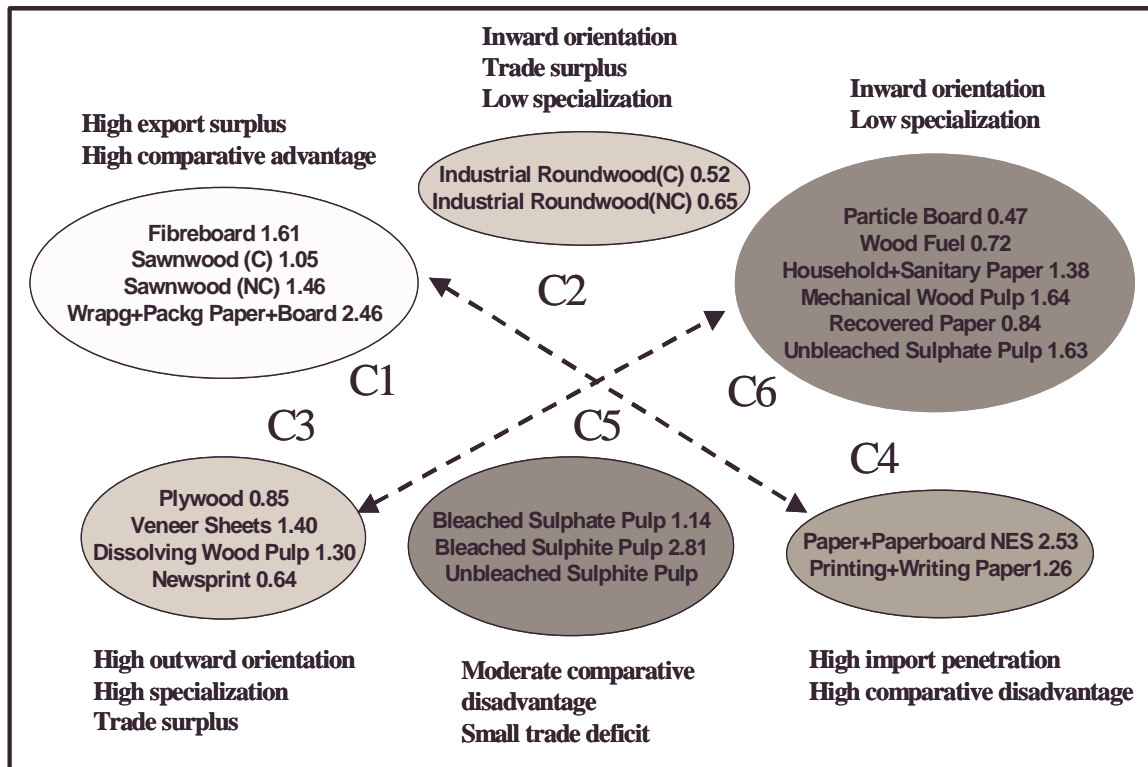 Inward orientation
Trade surplus
Low specialization
Inward orientation
Low specialization
High export surplus
High comparative advantage
Industrial Roundwood(C) 0.52
Industrial Roundwood(NC) 0.65
Fibreboard 1.61
Sawnwood (C) 1.05
Sawnwood (NC) 1.46
Wrapg+Packg Paper+Board 2.46
Particle Board 0.47
Wood Fuel 0.72
Household+Sanitary Paper 1.38
Mechanical Wood Pulp 1.64
Recovered Paper 0.84
Unbleached Sulphate Pulp 1.63
C2
C1
C6
C3
C5
C4
Plywood 0.85
Veneer Sheets 1.40
Dissolving Wood Pulp 1.30
Newsprint 0.64
Bleached Sulphate Pulp 1.14
Bleached Sulphite Pulp 2.81
Unbleached Sulphite Pulp
Paper+Paperboard NES 2.53
Printing+Writing Paper1.26
High outward orientation
High specialization
Trade surplus
Moderate comparative
disadvantage
Small trade deficit
High import penetration
High comparative disadvantage